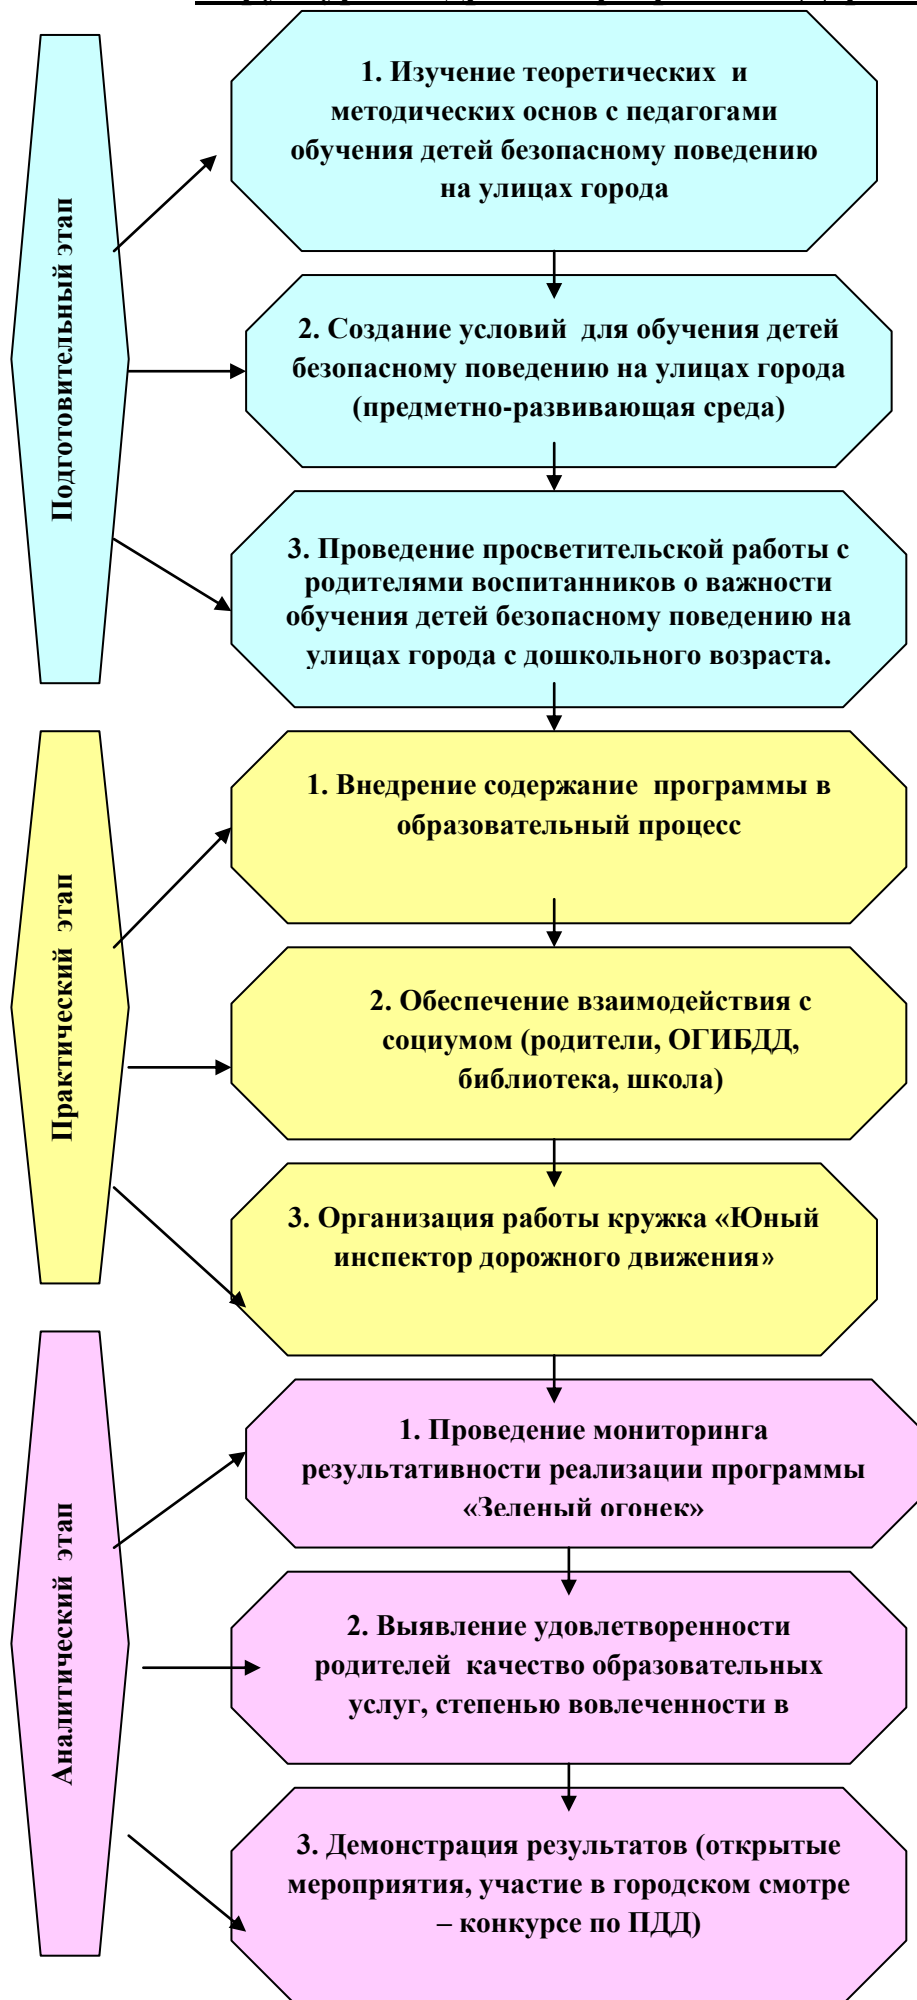 Подготовительный этап
1. Изучение теоретических и
методических основ с педагогами
обучения детей безопасному поведению
на улицах города
2. Создание условий для обучения детей
безопасному поведению на улицах города
(предметно-развивающая среда)
3. Проведение просветительской работы с
родителями воспитанников о важности
обучения детей безопасному поведению на
улицах города с дошкольного возраста.
Практический этап
1. Внедрение содержание программы в
образовательный процесс
2. Обеспечение взаимодействия с
социумом (родители, ОГИБДД,
библиотека, школа)
3. Организация работы кружка «Юный
инспектор дорожного движения»
Аналитический этап
1. Проведение мониторинга
результативности реализации программы
«Зеленый огонек»
2. Выявление удовлетворенности
родителей качество образовательных
услуг, степенью вовлеченности в
3. Демонстрация результатов (открытые
мероприятия, участие в городском смотре
– конкурсе по ПДД)